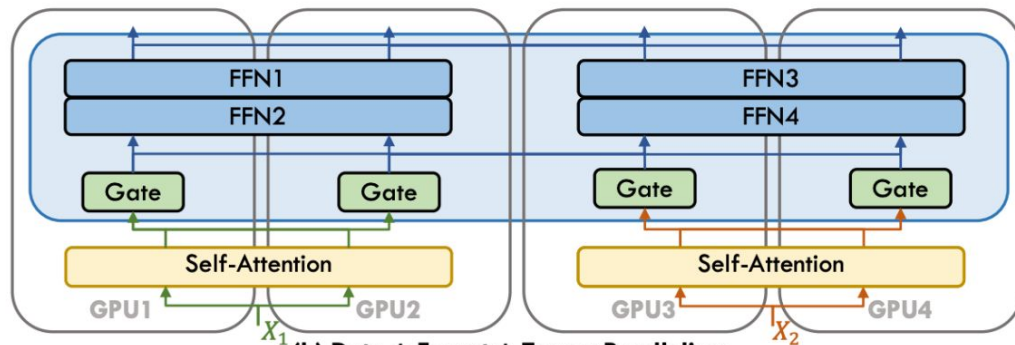 FFN1 FFN3
FFN2 FFN4
Gate Gate Gate Gate
Self-Attention Self-Attention
GPU1 GPU2 GPU3 GPU4
X1 X2